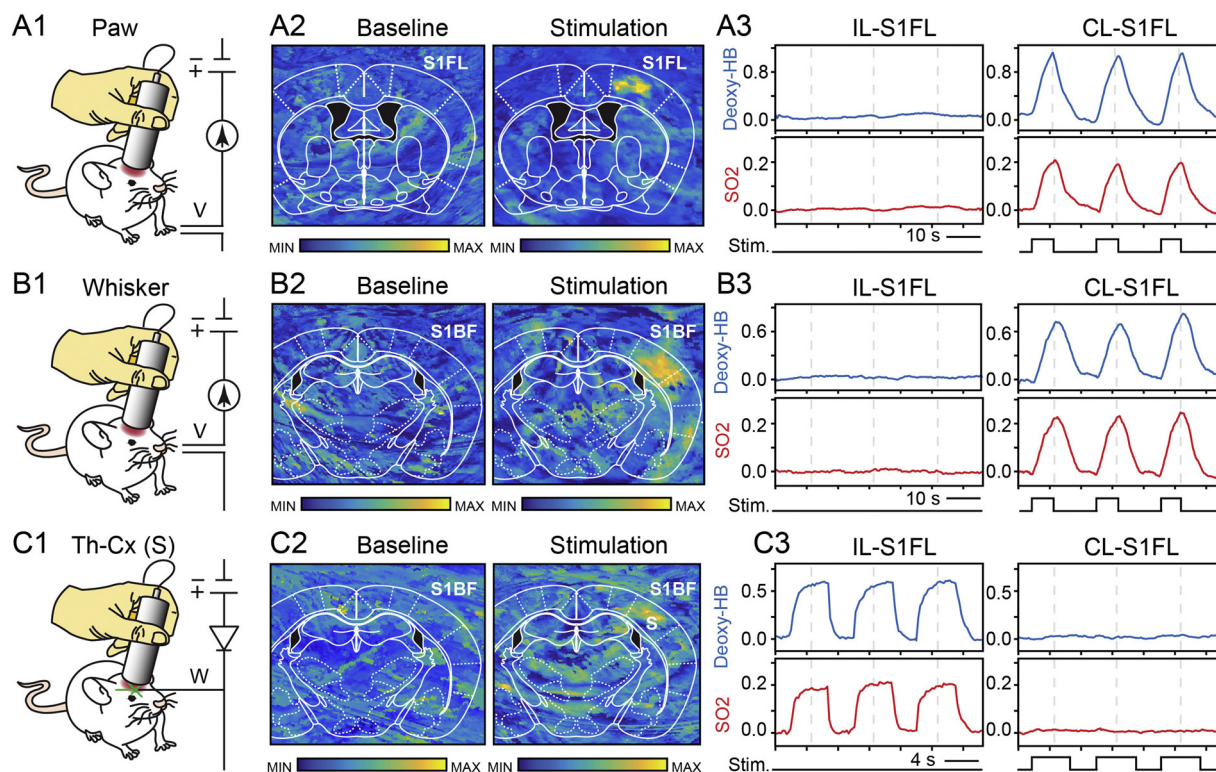 A1 Paw
− +
V
A2 Baseline Stimulation
S1FL S1FL
MIN MAX MIN MAX
A3 IL-S1FL CL-S1FL
Deoxy-HB
0.8
0.0
0.8
0.0
SO2
0.2
0.0
0.2
0.0
10 s
Stim.
B1 Whisker
− +
V
B2 Baseline Stimulation
S1BF S1BF
MIN MAX MIN MAX
B3 IL-S1FL CL-S1FL
Deoxy-HB
0.6
0.0
0.6
0.0
SO2
0.2
0.0
0.2
0.0
10 s
Stim.
C1 Th-Cx (S)
− +
W
C2 Baseline Stimulation
S1BF S1BF
S
MIN MAX MIN MAX
C3 IL-S1FL CL-S1FL
Deoxy-HB
0.5
0.0
0.5
0.0
SO2
0.2
0.0
0.2
0.0
4 s
Stim.